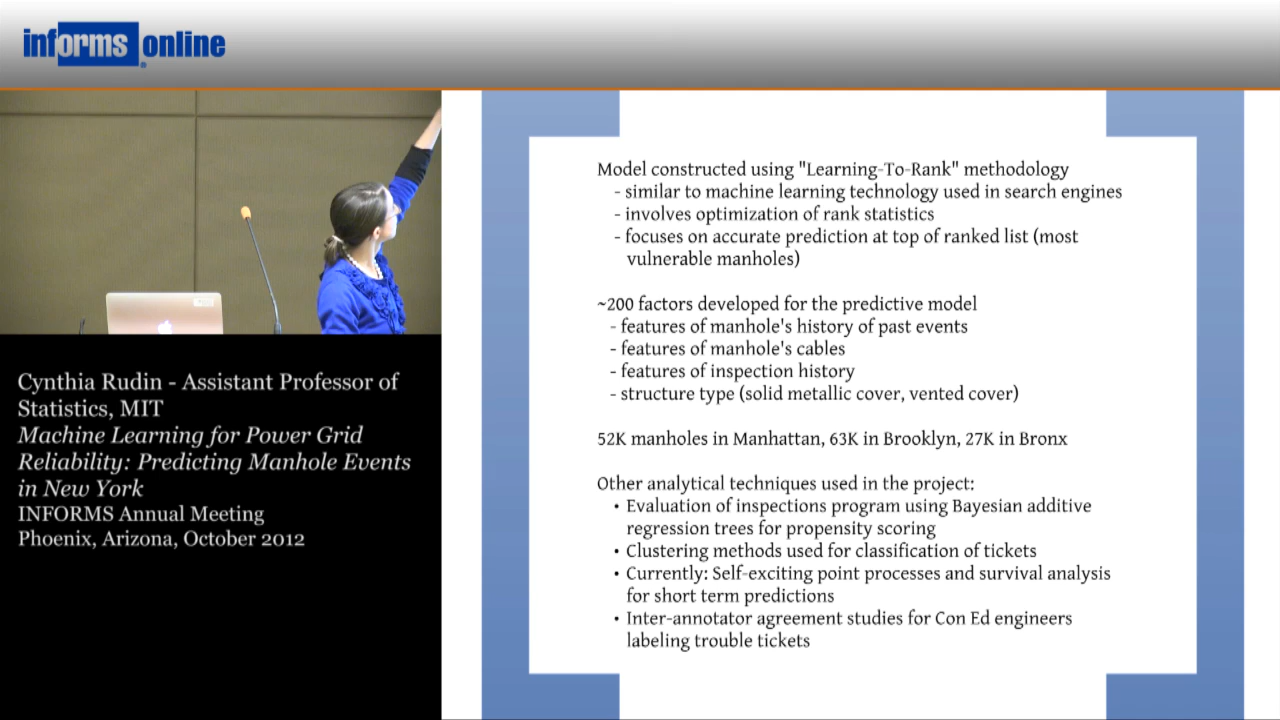 informs online
Cynthia Rudin - Assistant Professor of
Statistics, MIT
Machine Learning for Power Grid
Reliability: Predicting Manhole Events
in New York
INFORMS Annual Meeting
Phoenix, Arizona, October 2012
Model constructed using "Learning-To-Rank" methodology
- similar to machine learning technology used in search engines
- involves optimization of rank statistics
- focuses on accurate prediction at top of ranked list (most
vulnerable manholes)
~200 factors developed for the predictive model
- features of manhole's history of past events
- features of manhole's cables
- features of inspection history
- structure type (solid metallic cover, vented cover)
52K manholes in Manhattan, 63K in Brooklyn, 27K in Bronx
Other analytical techniques used in the project:
• Evaluation of inspections program using Bayesian additive
regression trees for propensity scoring
• Clustering methods used for classification of tickets
• Currently: Self-exciting point processes and survival analysis
for short term predictions
• Inter-annotator agreement studies for Con Ed engineers
labeling trouble tickets